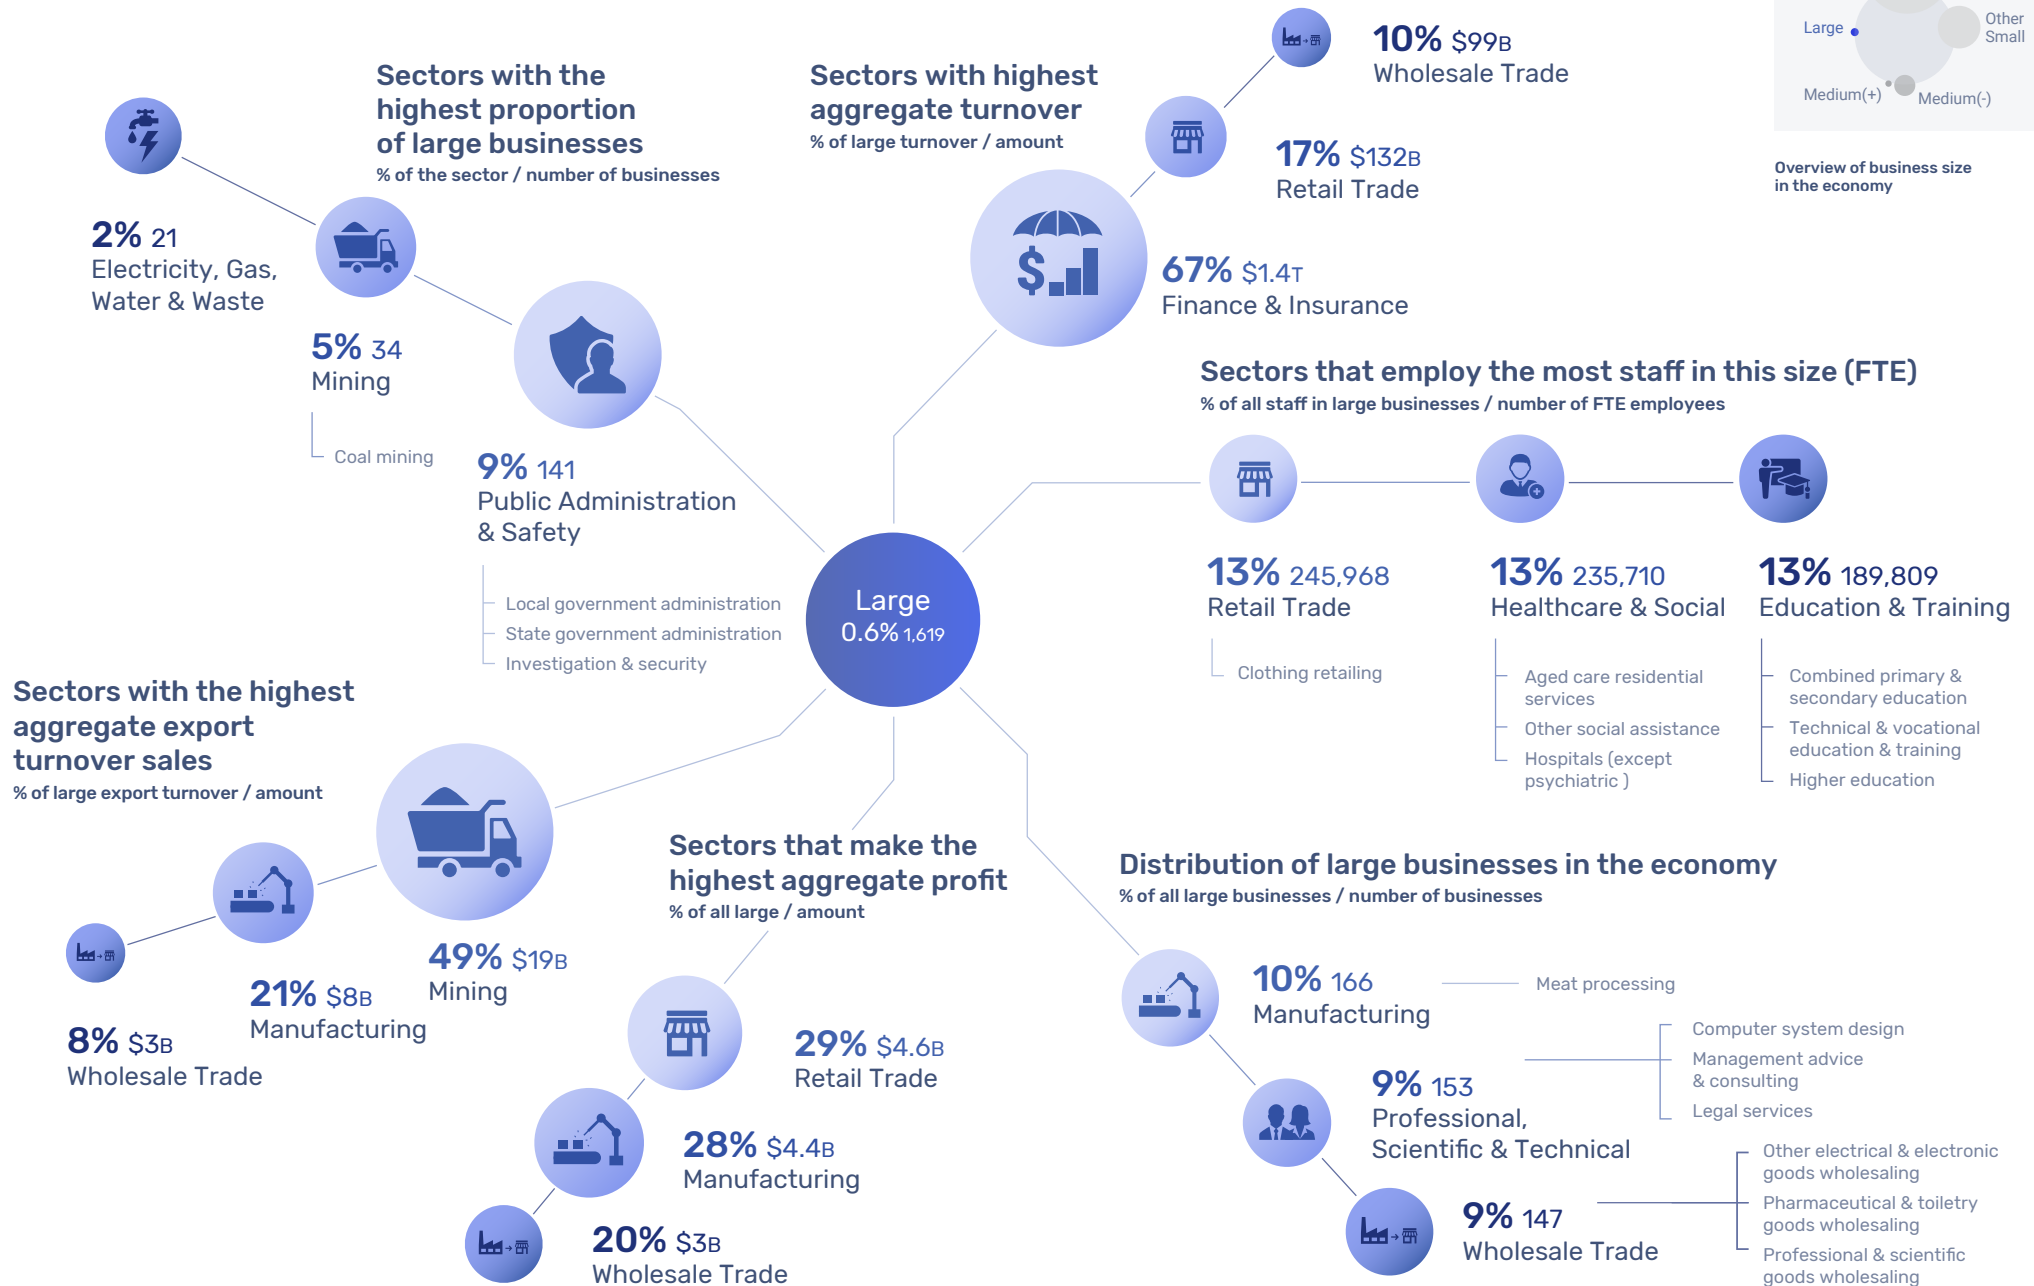 Sectors with the
highest proportion
of large businesses
% of the sector / number of businesses
2% 21
Electricity, Gas,
Water & Waste
5% 34
Mining
Coal mining
9% 141
Public Administration
& Safety
Local government administration
State government administration
Investigation & security
Sectors with highest
aggregate turnover
% of large turnover / amount
10% $99B
Wholesale Trade
17% $132B
Retail Trade
67% $1.4T
Finance & Insurance
Large
Other
Small
Medium(+)
Medium(-)
Overview of business size
in the economy
Sectors that employ the most staff in this size (FTE)
% of all staff in large businesses / number of FTE employees
13% 245,968
Retail Trade
Clothing retailing
13% 235,710
Healthcare & Social
Aged care residential
services
Other social assistance
Hospitals (except
psychiatric )
13% 189,809
Education & Training
Combined primary &
secondary education
Technical & vocational
education & training
Higher education
Large
0.6% 1,619
Sectors with the highest
aggregate export
turnover sales
% of large export turnover / amount
49% $19B
Mining
21% $8B
Manufacturing
8% $3B
Wholesale Trade
Sectors that make the
highest aggregate profit
% of all large / amount
29% $4.6B
Retail Trade
28% $4.4B
Manufacturing
20% $3B
Wholesale Trade
Distribution of large businesses in the economy
% of all large businesses / number of businesses
10% 166
Manufacturing
Meat processing
9% 153
Professional,
Scientific & Technical
Computer system design
Management advice
& consulting
Legal services
9% 147
Wholesale Trade
Other electrical & electronic
goods wholesaling
Pharmaceutical & toiletry
goods wholesaling
Professional & scientific
goods wholesaling